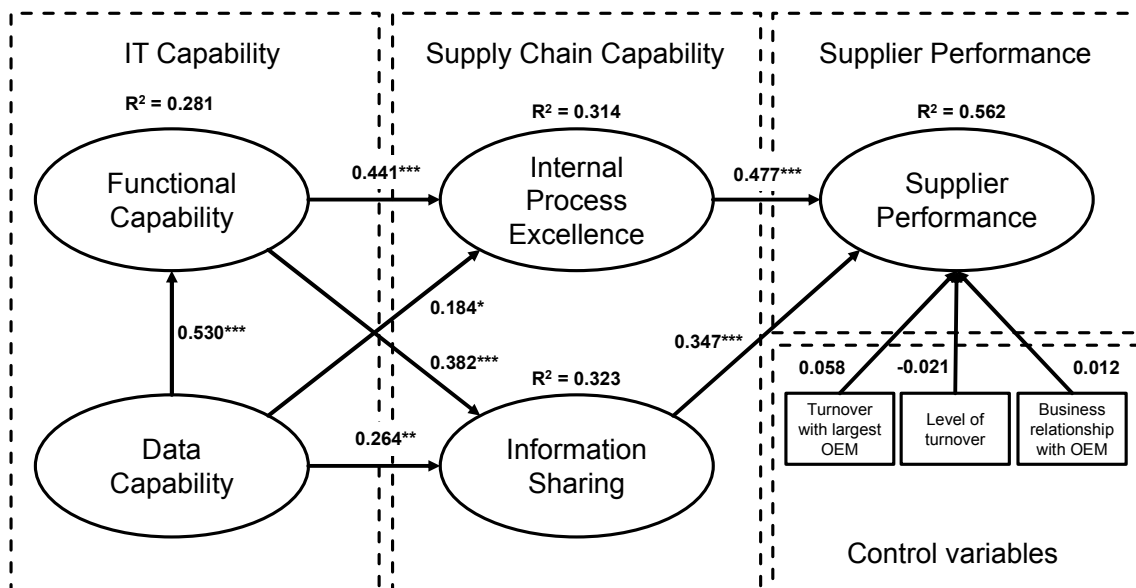 IT Capability
Supply Chain Capability
Supplier Performance
R² = 0.281
R² = 0.314
R² = 0.562
Functional
Capability
0.441***
Internal
Process
Excellence
0.477***
Supplier
Performance
0.530***
0.184*
0.382***
0.347***
R² = 0.323
Data
Capability
0.264**
Information
Sharing
0.058
-0.021
0.012
Turnover
with largest
OEM
Level of
turnover
Business
relationship
with OEM
Control variables